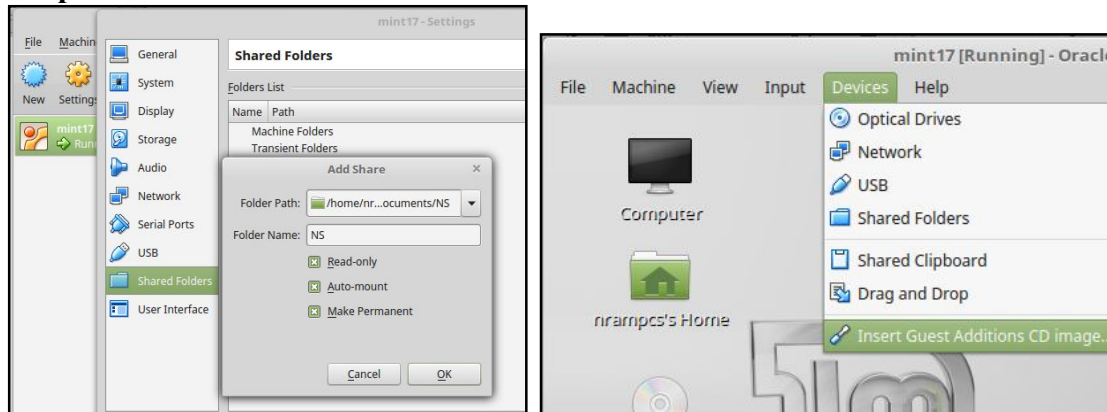 mint17 - Settings
File Machin
New Settings
mint17
Run
General
System
Display
Storage
Audio
Network
Serial Ports
USB
Shared Folders
User Interface
Shared Folders
Folders List
Name Path
Machine Folders
Transient Folders
Add Share
Folder Path: /home/nr...ocuments/NS
Folder Name: NS
Read-only
Auto-mount
Make Permanent
Cancel OK
mint17 [Running] - Oracle
File Machine View Input Devices Help
Computer
nrampcs's Home
Optical Drives
Network
USB
Shared Folders
Shared Clipboard
Drag and Drop
Insert Guest Additions CD image...